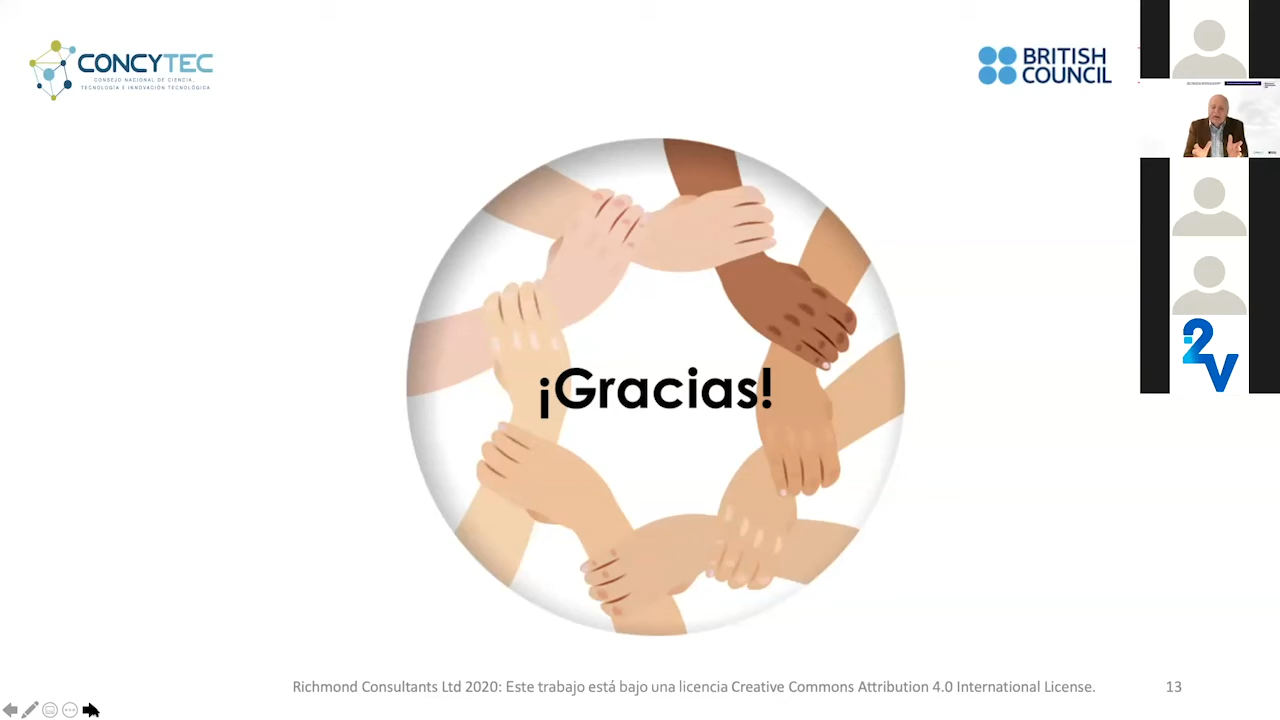 CONCYTEC
CONSEJO NACIONAL DE CIENCIA,
TECNOLOGÍA E INNOVACIÓN TECNOLÓGICA
BRITISH
COUNCIL
¡Gracias!
2V
Richmond Consultants Ltd 2020: Este trabajo está bajo una licencia Creative Commons Attribution 4.0 International License.
13